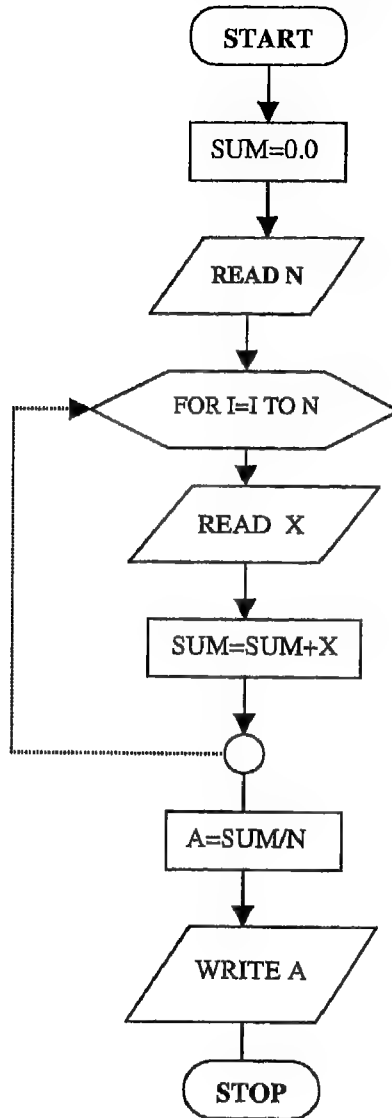 START
SUM=0.0
READ N
FOR I=I TO N
READ X
SUM=SUM+X
A=SUM/N
WRITE A
STOP